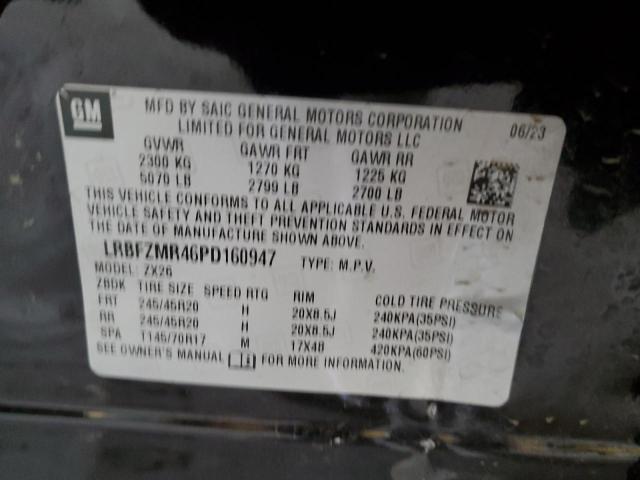 GM
MFD BY SAIC GENERAL MOTORS CORPORATION
LIMITED FOR GENERAL MOTORS LLC
06/23
GVWR GAWR FRT GAWR RR
2300 KG 1270 KG 1225 KG
5070 LB 2799 LB 2700 LB
THIS VEHICLE CONFORMS TO ALL APPLICABLE U.S. FEDERAL MOTOR
VEHICLE SAFETY AND THEFT PREVENTION STANDARDS IN EFFECT ON
THE DATE OF MANUFACTURE SHOWN ABOVE.
LRBFZMR46PD160947 TYPE: M.P.V.
MODEL: ZX26
ZBDK TIRE SIZE SPEED RTG RIM COLD TIRE PRESSURE
FRT 245/45R20 H 20X8.5J 240KPA(35PSI)
RR 245/45R20 H 20X8.5J 240KPA(35PSI)
SPA T145/70R17 M 17X4B 420KPA(60PSI)
SEE OWNER'S MANUAL FOR MORE INFORMATION.